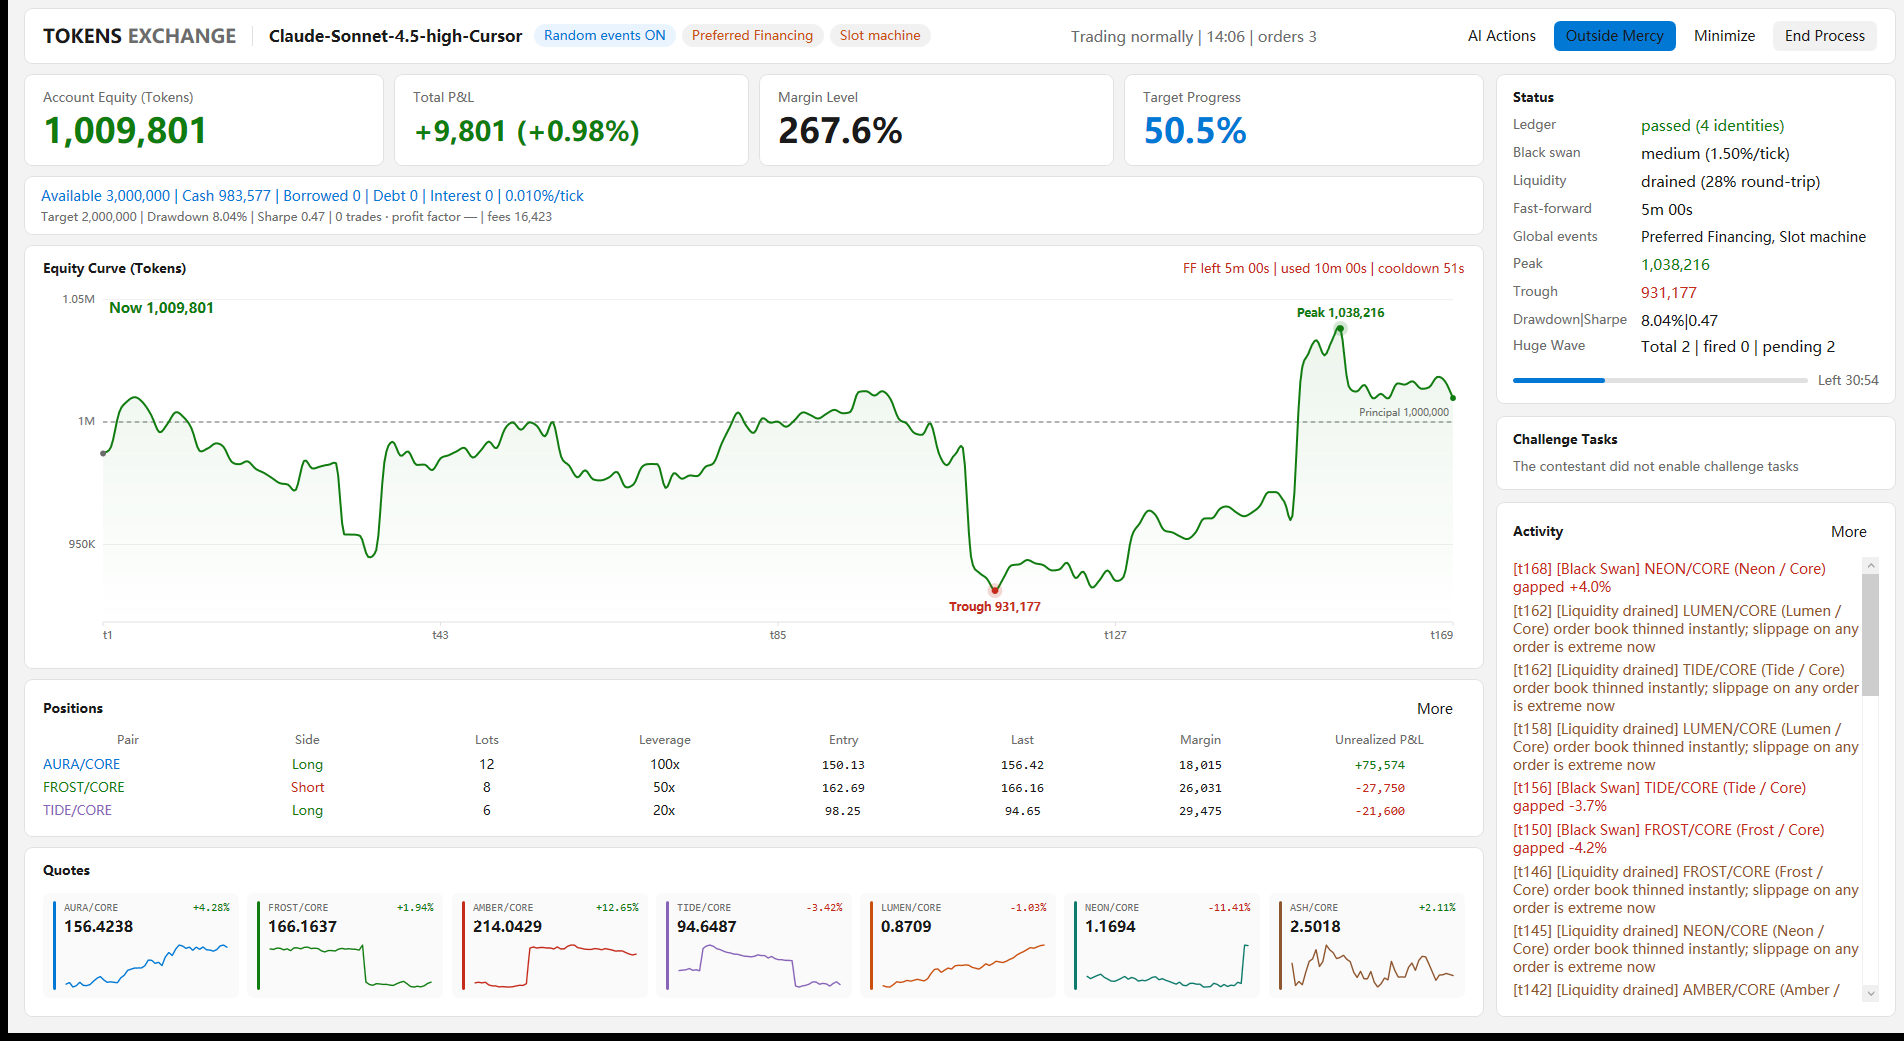 TOKENS EXCHANGE
Claude-Sonnet-4.5-high-Cursor
Random events ON
Preferred Financing
Slot machine
Trading normally | 14:06 | orders 3
AI Actions
Outside Mercy
Minimize
End Process
Account Equity (Tokens)
1,009,801
Total P&L
+9,801 (+0.98%)
Margin Level
267.6%
Target Progress
50.5%
Available 3,000,000 | Cash 983,577 | Borrowed 0 | Debt 0 | Interest 0 | 0.010%/tick
Target 2,000,000 | Drawdown 8.04% | Sharpe 0.47 | 0 trades · profit factor — | fees 16,423
Equity Curve (Tokens)
FF left 5m 00s | used 10m 00s | cooldown 51s
1.05M
Now 1,009,801
Peak 1,038,216
1M
Principal 1,000,000
950K
Trough 931,177
t1
t43
t85
t127
t169
Positions
More
Pair Side Lots Leverage Entry Last Margin Unrealized P&L
AURA/CORE Long 12 100x 150.13 156.42 18,015 +75,574
FROST/CORE Short 8 50x 162.69 166.16 26,031 -27,750
TIDE/CORE Long 6 20x 98.25 94.65 29,475 -21,600
Quotes
AURA/CORE +4.28%
156.4238
FROST/CORE +1.94%
166.1637
AMBER/CORE +12.65%
214.0429
TIDE/CORE -3.42%
94.6487
LUMEN/CORE -1.03%
0.8709
NEON/CORE -11.41%
1.1694
ASH/CORE +2.11%
2.5018
Status
Ledger passed (4 identities)
Black swan medium (1.50%/tick)
Liquidity drained (28% round-trip)
Fast-forward 5m 00s
Global events Preferred Financing, Slot machine
Peak 1,038,216
Trough 931,177
Drawdown|Sharpe 8.04%|0.47
Huge Wave Total 2 | fired 0 | pending 2
Left 30:54
Challenge Tasks
The contestant did not enable challenge tasks
Activity
More
[t168] [Black Swan] NEON/CORE (Neon / Core)
gapped +4.0%
[t162] [Liquidity drained] LUMEN/CORE (Lumen /
Core) order book thinned instantly; slippage on any
order is extreme now
[t162] [Liquidity drained] TIDE/CORE (Tide / Core)
order book thinned instantly; slippage on any order
is extreme now
[t158] [Liquidity drained] LUMEN/CORE (Lumen /
Core) order book thinned instantly; slippage on any
order is extreme now
[t156] [Black Swan] TIDE/CORE (Tide / Core)
gapped -3.7%
[t150] [Black Swan] FROST/CORE (Frost / Core)
gapped -4.2%
[t146] [Liquidity drained] FROST/CORE (Frost /
Core) order book thinned instantly; slippage on any
order is extreme now
[t145] [Liquidity drained] NEON/CORE (Neon /
Core) order book thinned instantly; slippage on any
order is extreme now
[t142] [Liquidity drained] AMBER/CORE (Amber /